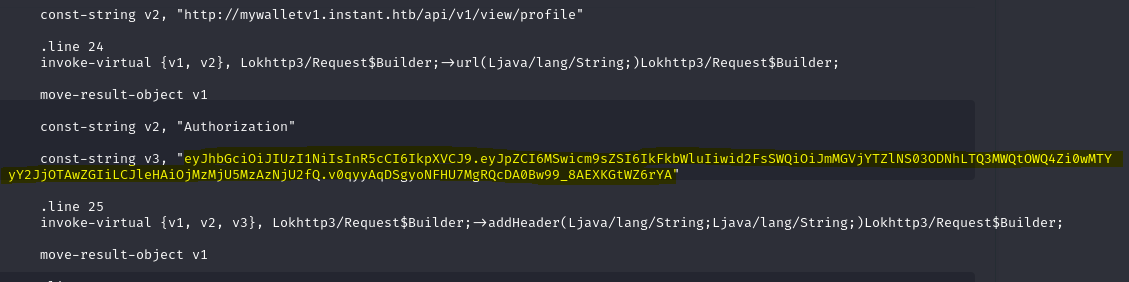 const-string v2, "http://mywalletv1.instant.htb/api/v1/view/profile"
.line 24
invoke-virtual {v1, v2}, Lokhttp3/Request$Builder;→url(Ljava/lang/String;)Lokhttp3/Request$Builder;
move-result-object v1
const-string v2, "Authorization"
const-string v3, "eyJhbGciOiJIUzI1NiIsInR5cCI6IkpXVCJ9.eyJpZCI6MSwicm9sZSI6IkFkbWluIiwid2FsSWQiOiJmMGVjYTZlNS03ODNhLTQ3MWQtOWQ4Zi0wMTY
yY2JjOTAwZGIiLCJleHAiOjMzMjU5MzAzNjU2fQ.v0qyyAqDSgyoNFHU7MgRQcDA0Bw99_8AEXKGtWZ6rYA"
.line 25
invoke-virtual {v1, v2, v3}, Lokhttp3/Request$Builder;→addHeader(Ljava/lang/String;Ljava/lang/String;)Lokhttp3/Request$Builder;
move-result-object v1